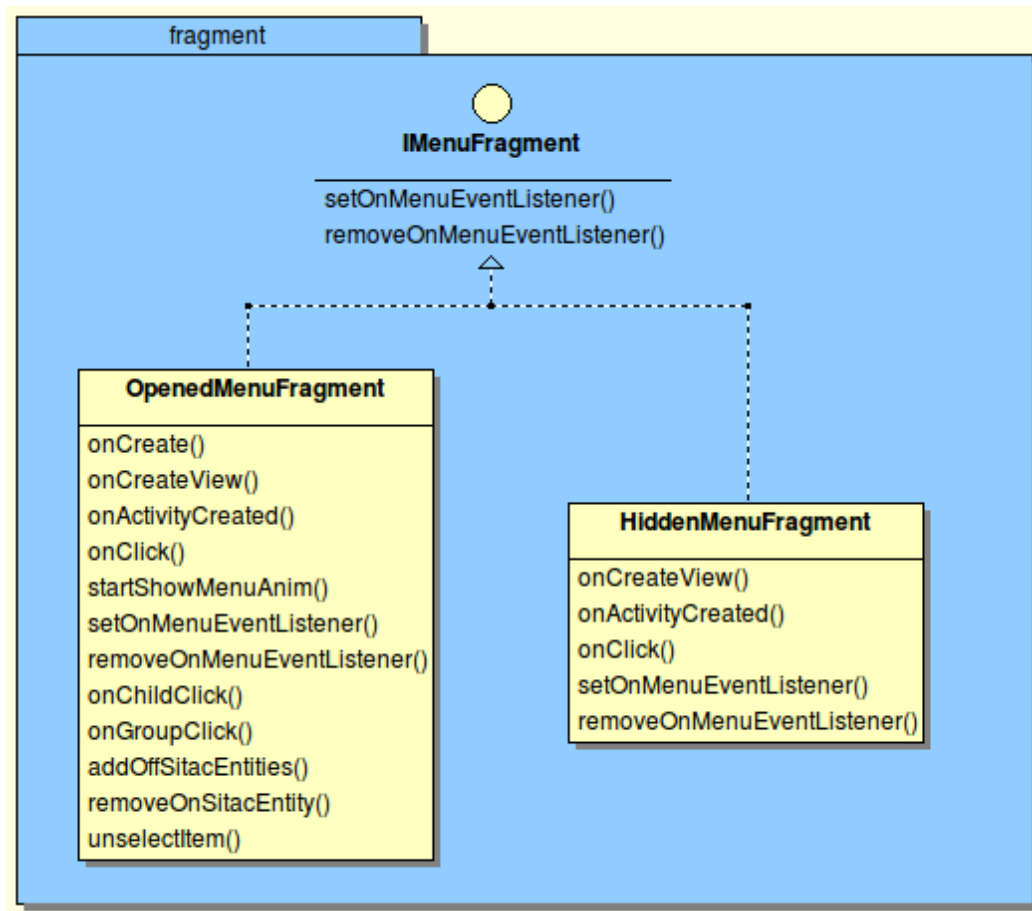 fragment
IMenuFragment
setOnMenuEventListener()
removeOnMenuEventListener()
OpenedMenuFragment
onCreate()
onCreateView()
onActivityCreated()
onClick()
startShowMenuAnim()
setOnMenuEventListener()
removeOnMenuEventListener()
onChildClick()
onGroupClick()
addOffSitacEntities()
removeOnSitacEntity()
unselectItem()
HiddenMenuFragment
onCreateView()
onActivityCreated()
onClick()
setOnMenuEventListener()
removeOnMenuEventListener()